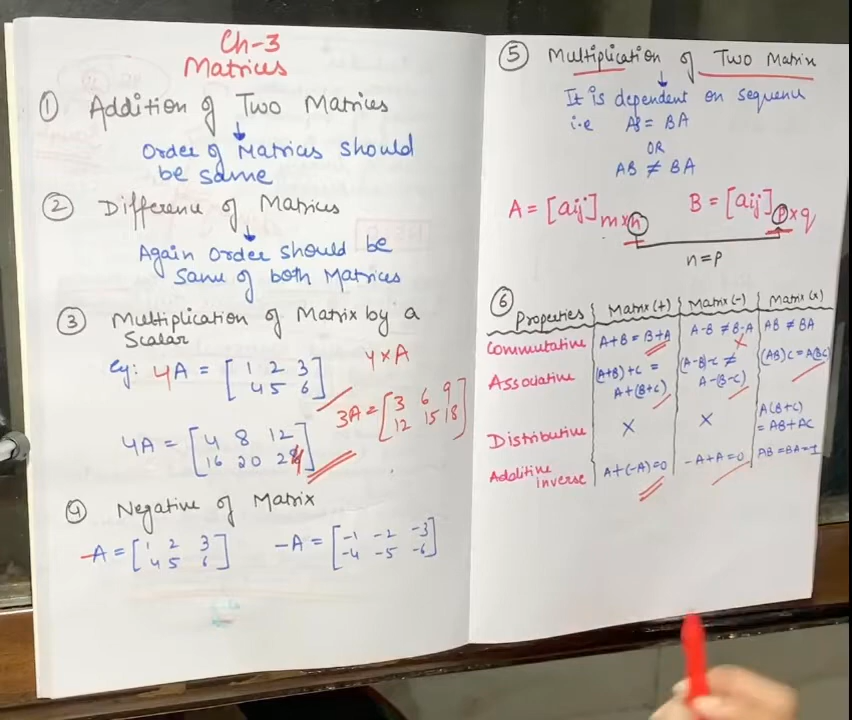 Ch-3
Matrices
① Addition of Two Matrices
↓
Order of Matrices should
be same
② Difference of Matrices
↓
Again order should be
same of both Matrices
③ Multiplication of Matrix by a
Scalar
4×A
eg: 4A = [1 2 3
4 5 6]
3A = [3 6 9
12 15 18]
4A = [4 8 12
16 20 24]
④ Negative of Matrix
-A = [1 2 3
4 5 6]
-A = [-1 -2 -3
-4 -5 -6]
⑤ Multiplication of Two Matrix
↓
It is dependent on sequence
i.e AB = BA
OR
AB ≠ BA
A = [aij] m×n B = [aij] p×q
n=p
⑥ Properties Matrix(+) Matrix(-) Matrix(x)
Commutative A+B = B+A A-B ≠ B-A AB ≠ BA
Associative (A+B)+C = A+(B+C) (A-B)-C ≠ A-(B-C) (AB)C = A(BC)
Distributive × × A(B+C) = AB+AC
Additive inverse A+(-A)=0 -A+A=0 AB=BA=I